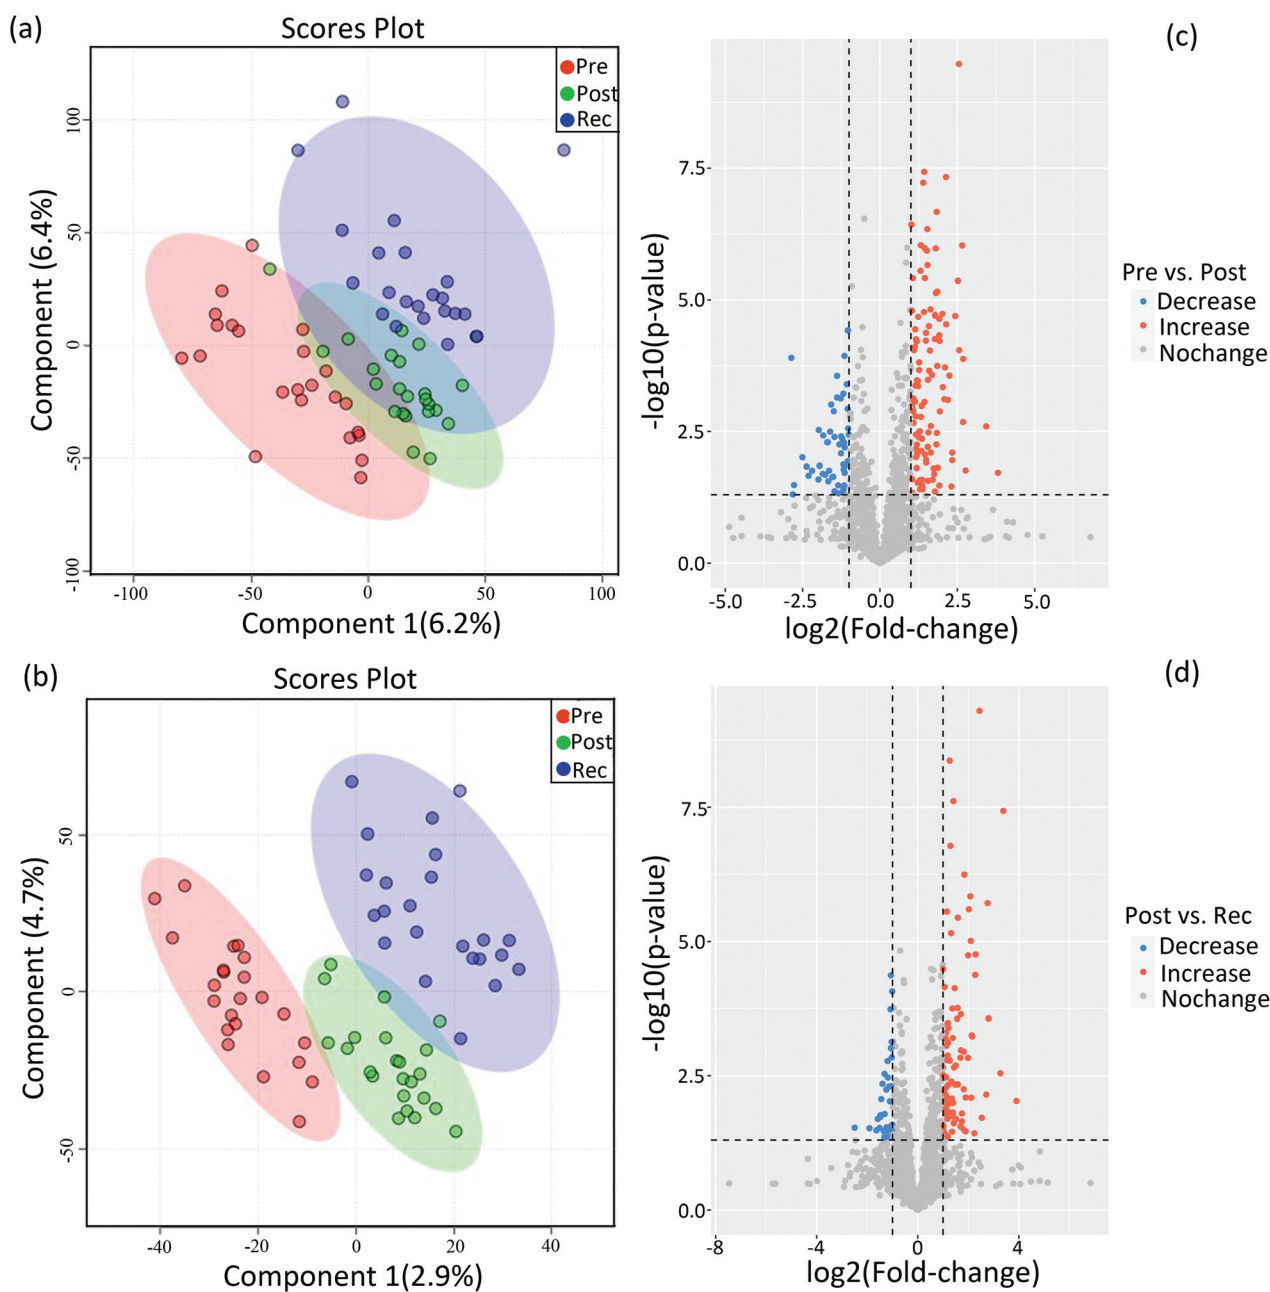 (a)
Scores Plot
Pre
Post
Rec
100
50
0
-50
-100
Component (6.4%)
-100
-50
0
50
100
Component 1(6.2%)
(c)
7.5
5.0
2.5
0.0
-log10(p-value)
-5.0
-2.5
0.0
2.5
5.0
log2(Fold-change)
Pre vs. Post
Decrease
Increase
Nochange
(b)
Scores Plot
Pre
Post
Rec
50
0
-50
Component (4.7%)
-40
-20
0
20
40
Component 1(2.9%)
(d)
7.5
5.0
2.5
0.0
-log10(p-value)
-8
-4
0
4
log2(Fold-change)
Post vs. Rec
Decrease
Increase
Nochange